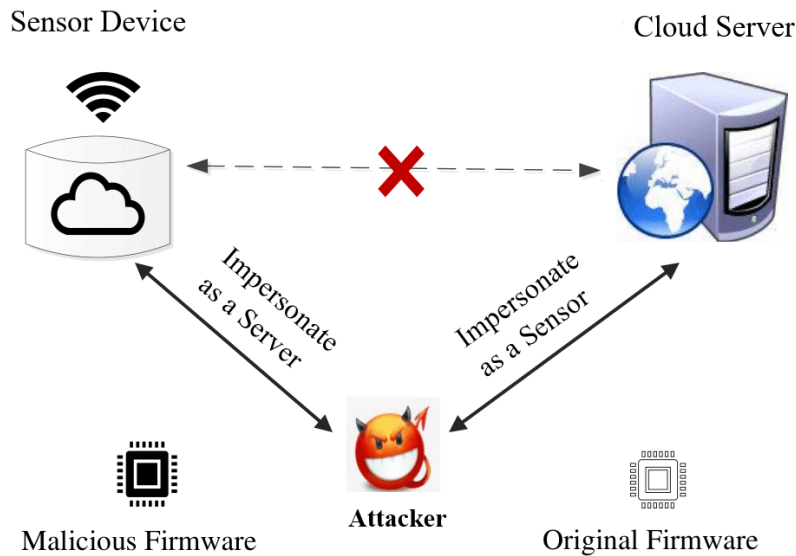 Sensor Device
Cloud Server
Impersonate
as a Server
Impersonate
as a Sensor
Attacker
Malicious Firmware
Original Firmware